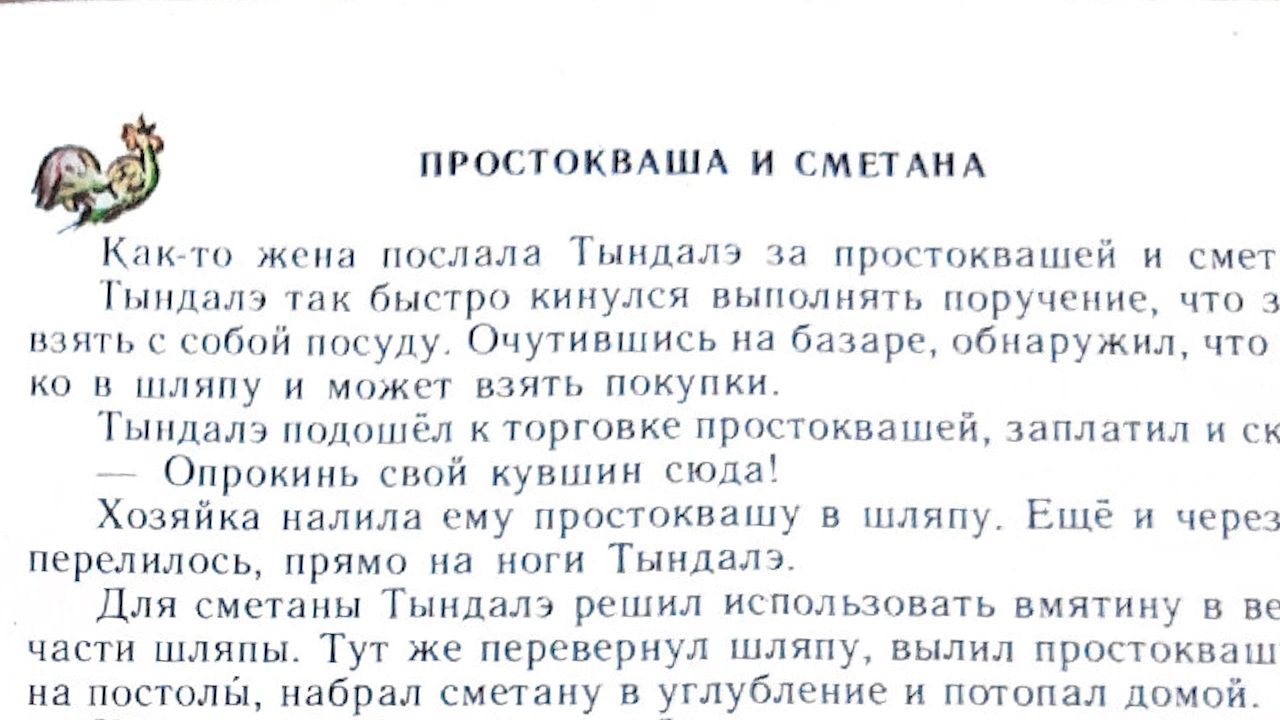 ПРОСТОКВАША И СМЕТАНА
Как-то жена послала Тындалэ за простоквашей и смет
Тындалэ так быстро кинулся выполнять поручение, что з
взять с собой посуду. Очутившись на базаре, обнаружил, что
ко в шляпу и может взять покупки.
Тындалэ подошёл к торговке простоквашей, заплатил и ск
— Опрокинь свой кувшин сюда!
Хозяйка налила ему простоквашу в шляпу. Ещё и через
перелилось, прямо на ноги Тындалэ.
Для сметаны Тындалэ решил использовать вмятину в ве
части шляпы. Тут же перевернул шляпу, вылил простокваш
на постолы́, набрал сметану в углубление и потопал домой.